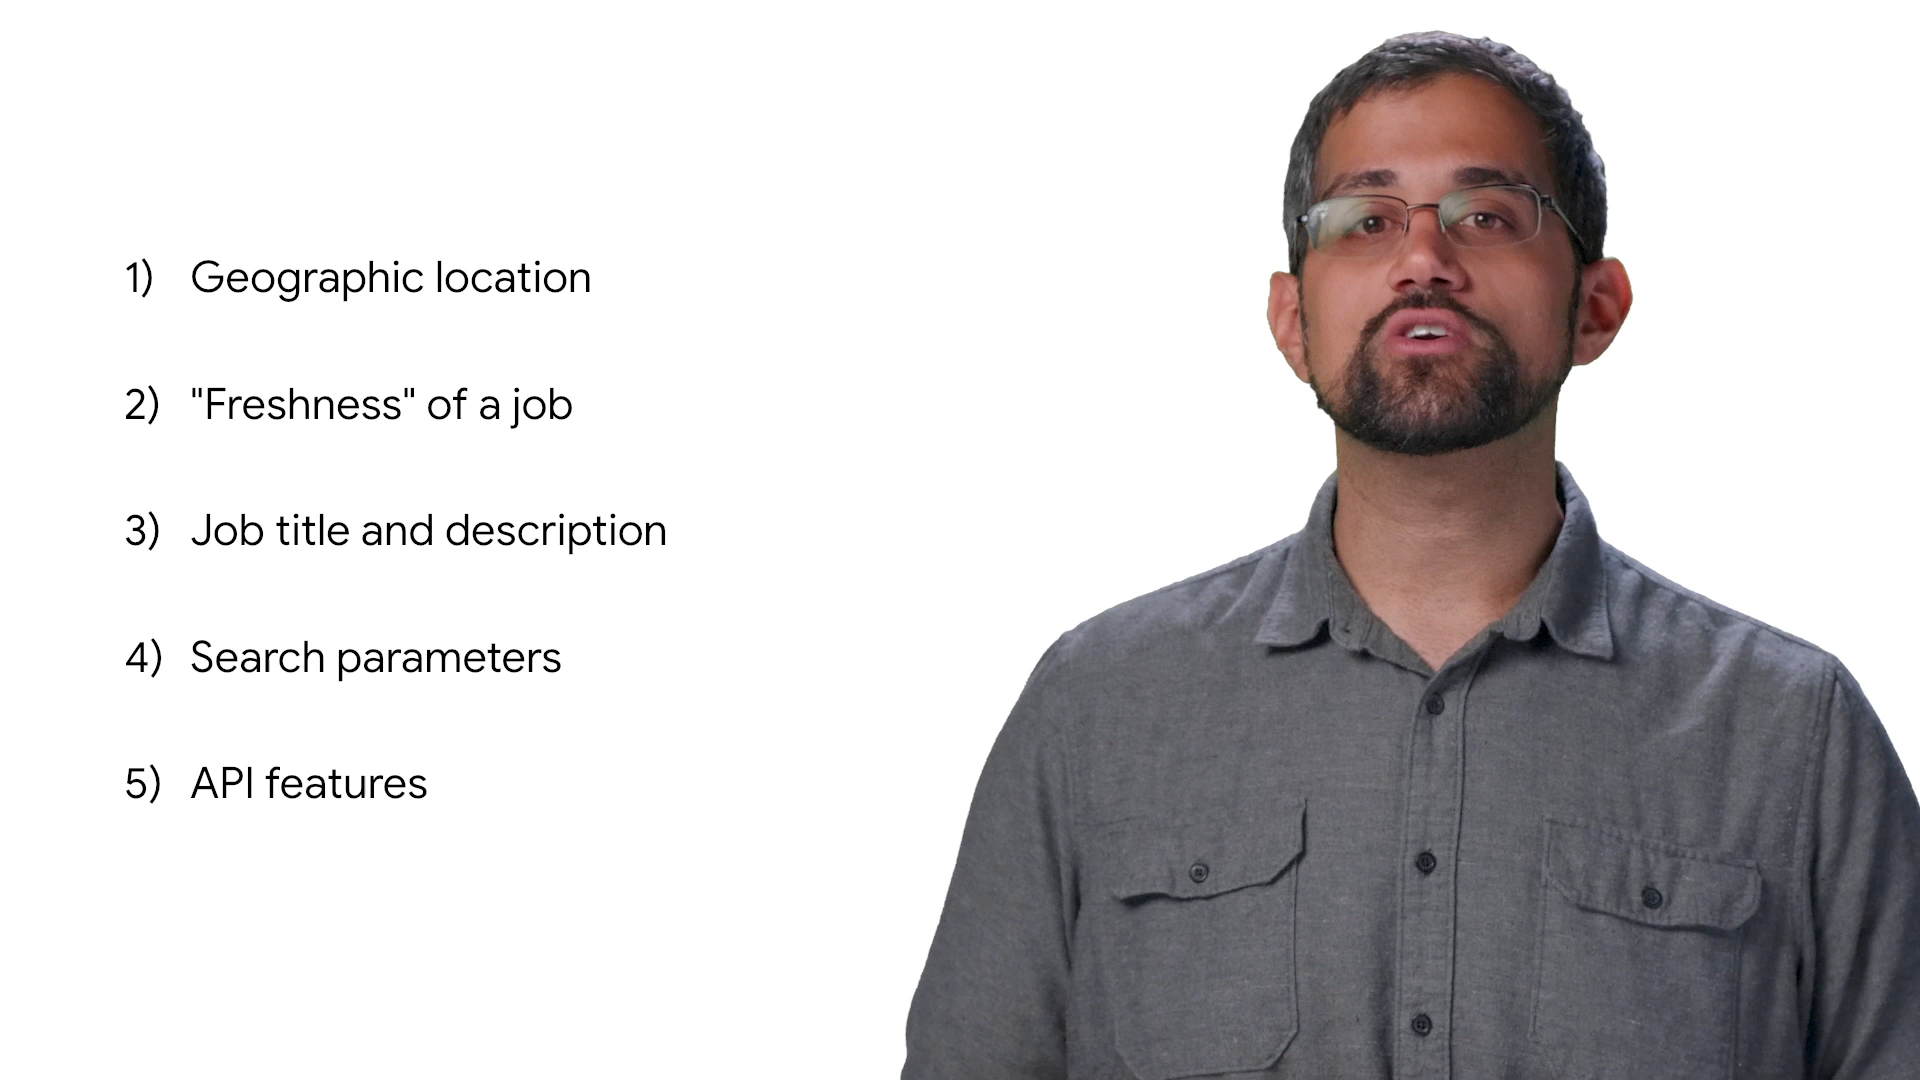 1) Geographic location
2) "Freshness" of a job
3) Job title and description
4) Search parameters
5) API features